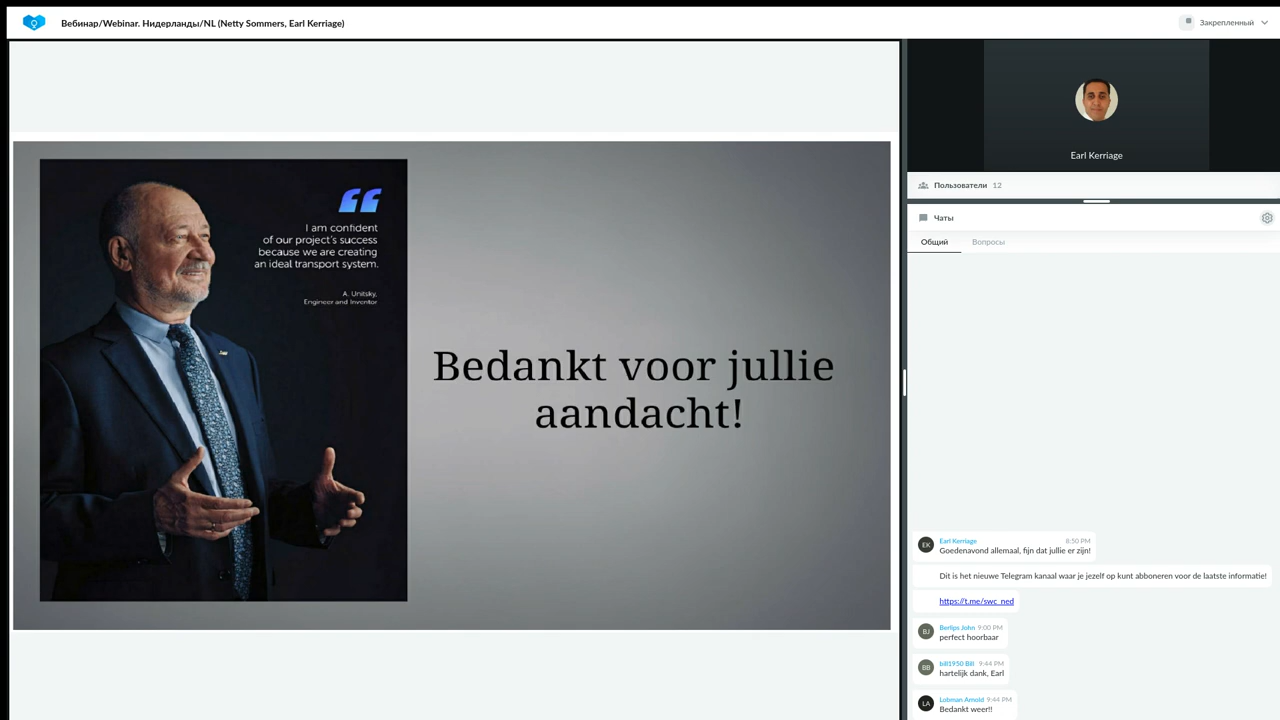 Вебинар/Webinar. Нидерланды/NL (Netty Sommers, Earl Kerriage)
Закрепленный
I am confident
of our project's success
because we are creating
an ideal transport system.
A. Unitsky,
Engineer and Inventor
Bedankt voor jullie
aandacht!
Earl Kerriage
Пользователи 12
Чаты
Общий Вопросы
EK Earl Kerriage 8:50 PM
Goedenavond allemaal, fijn dat jullie er zijn!
Dit is het nieuwe Telegram kanaal waar je jezelf op kunt abboneren voor de laatste informatie!
https://t.me/swc_ned
BJ Berlips John 9:00 PM
perfect hoorbaar
BB bill1950 Bill 9:44 PM
hartelijk dank, Earl
LA Lobman Arnold 9:44 PM
Bedankt weer!!